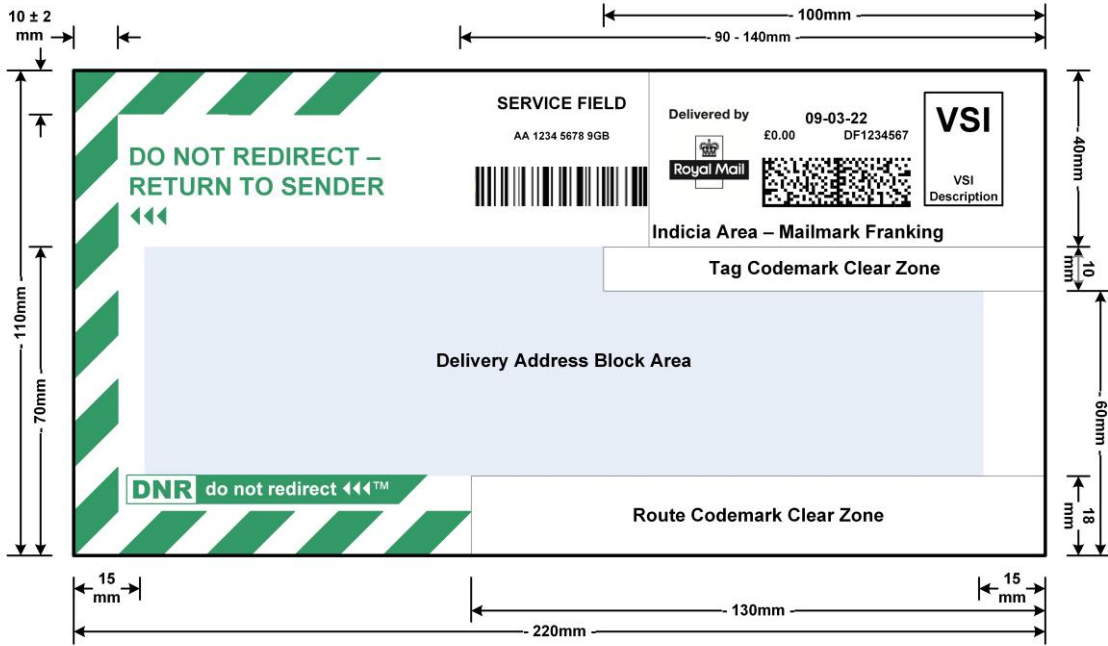 10 ± 2
mm
- 100mm -
- 90 - 140mm -
SERVICE FIELD
AA 1234 5678 9GB
Delivered by
Royal Mail
09-03-22
£0.00 DF1234567
VSI
VSI
Description
DO NOT REDIRECT –
RETURN TO SENDER
Indicia Area – Mailmark Franking
- 40mm -
Tag Codemark Clear Zone
10
mm
- 110mm -
- 70mm -
Delivery Address Block Area
- 60mm -
DNR do not redirect ™
Route Codemark Clear Zone
18
mm
15
mm
15
mm
- 130mm -
- 220mm -